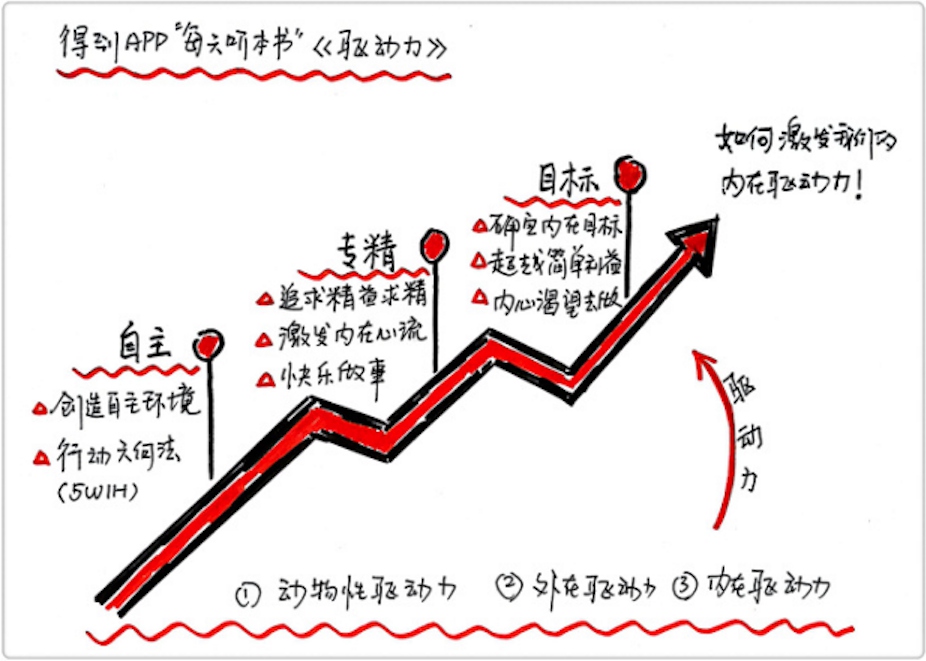 得到APP“每天听本书”《驱动力》
如何激发我们的
内在驱动力!
目标
确定内在目标
超越简单利益
内心渴望去做
专精
追求精益求精
激发内在心流
快乐做事
自主
创造自主环境
行动六何法
(5W1H)
驱动力
① 动物性驱动力 ② 外在驱动力 ③ 内在驱动力